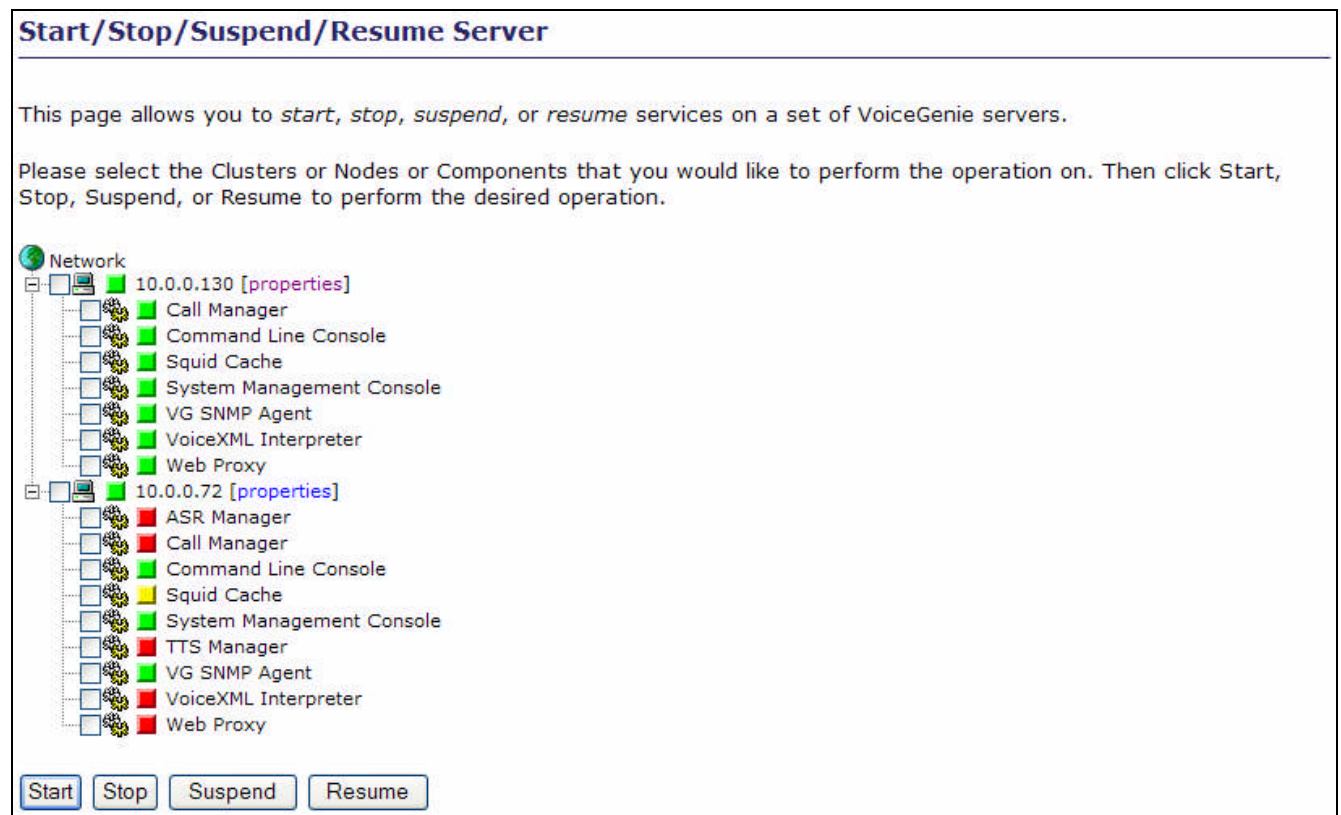 Start/Stop/Suspend/Resume Server
This page allows you to start, stop, suspend, or resume services on a set of VoiceGenie servers.
Please select the Clusters or Nodes or Components that you would like to perform the operation on. Then click Start,
Stop, Suspend, or Resume to perform the desired operation.
Network
10.0.0.130 [properties]
Call Manager
Command Line Console
Squid Cache
System Management Console
VG SNMP Agent
VoiceXML Interpreter
Web Proxy
10.0.0.72 [properties]
ASR Manager
Call Manager
Command Line Console
Squid Cache
System Management Console
TTS Manager
VG SNMP Agent
VoiceXML Interpreter
Web Proxy
Start Stop Suspend Resume